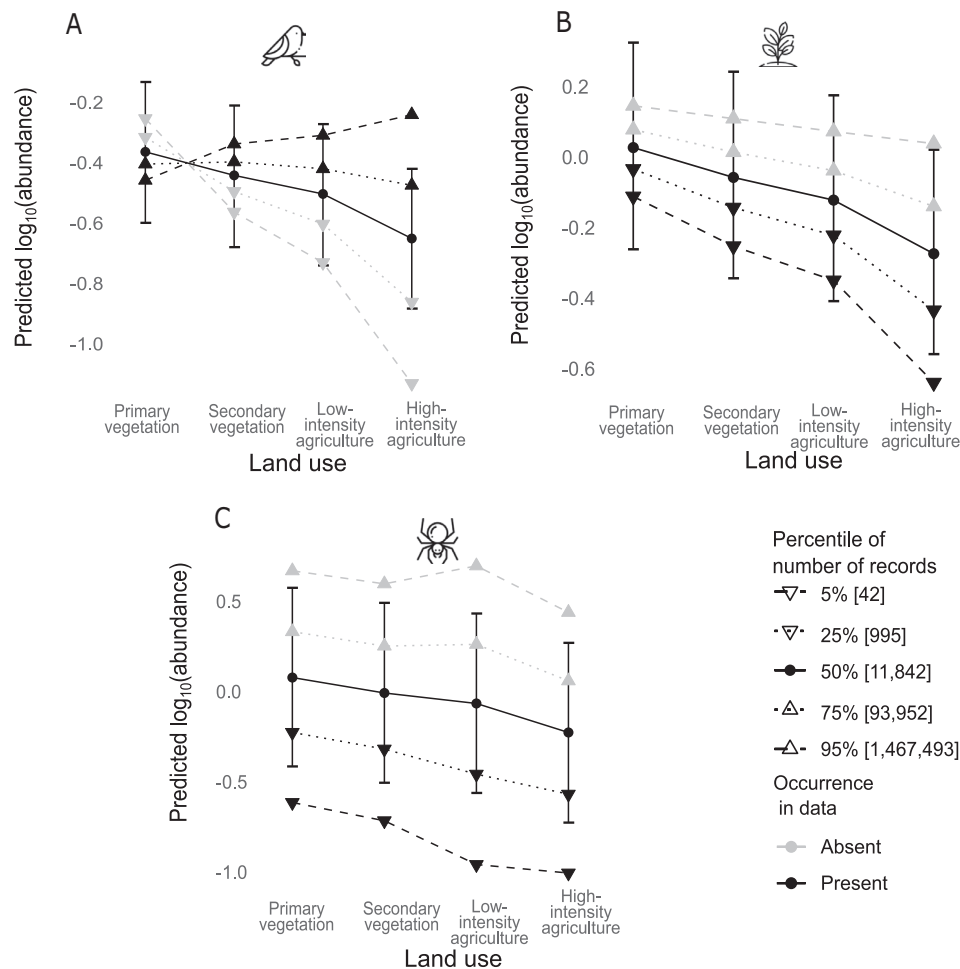 A
Predicted log10(abundance)
-0.2
-0.4
-0.6
-0.8
-1.0
Primary
vegetation
Secondary
vegetation
Low-
intensity
agriculture
High-
intensity
agriculture
Land use
B
Predicted log10(abundance)
0.2
0.0
-0.2
-0.4
-0.6
Primary
vegetation
Secondary
vegetation
Low-
intensity
agriculture
High-
intensity
agriculture
Land use
C
Predicted log10(abundance)
0.5
0.0
-0.5
-1.0
Primary
vegetation
Secondary
vegetation
Low-
intensity
agriculture
High-
intensity
agriculture
Land use
Percentile of
number of records
5% [42]
25% [995]
50% [11,842]
75% [93,952]
95% [1,467,493]
Occurrence
in data
Absent
Present